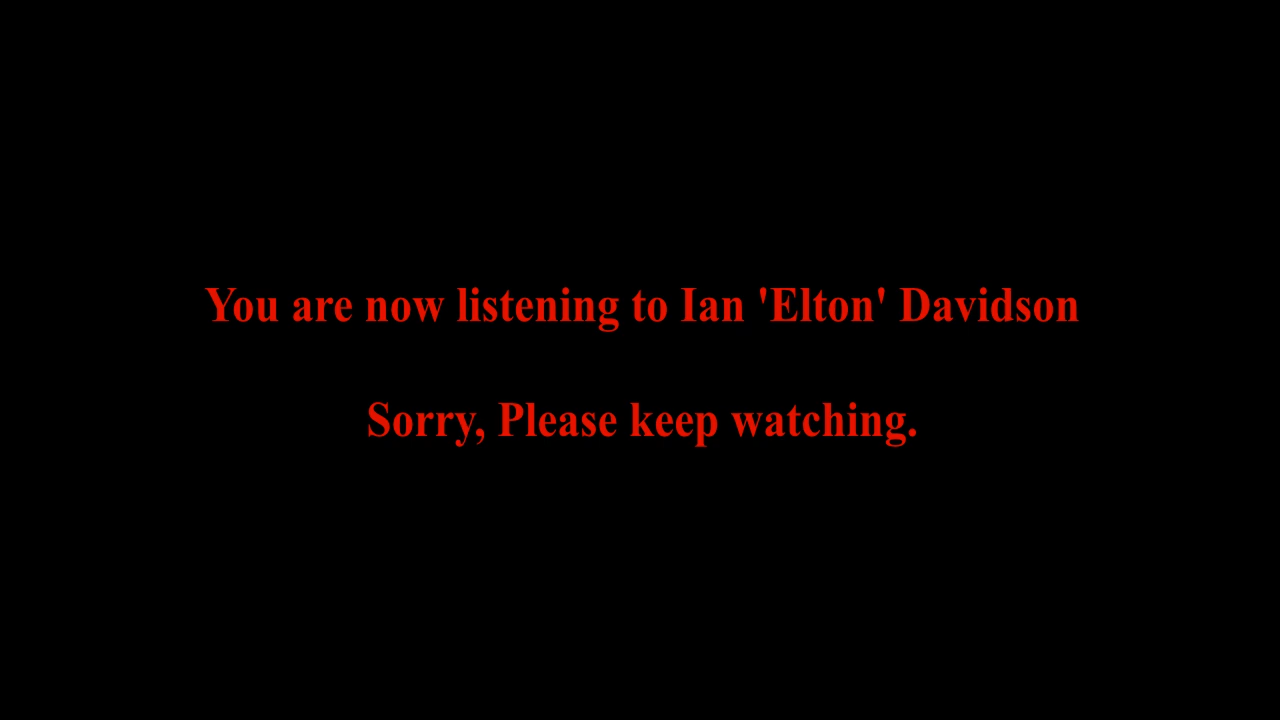 You are now listening to Ian 'Elton' Davidson
Sorry, Please keep watching.